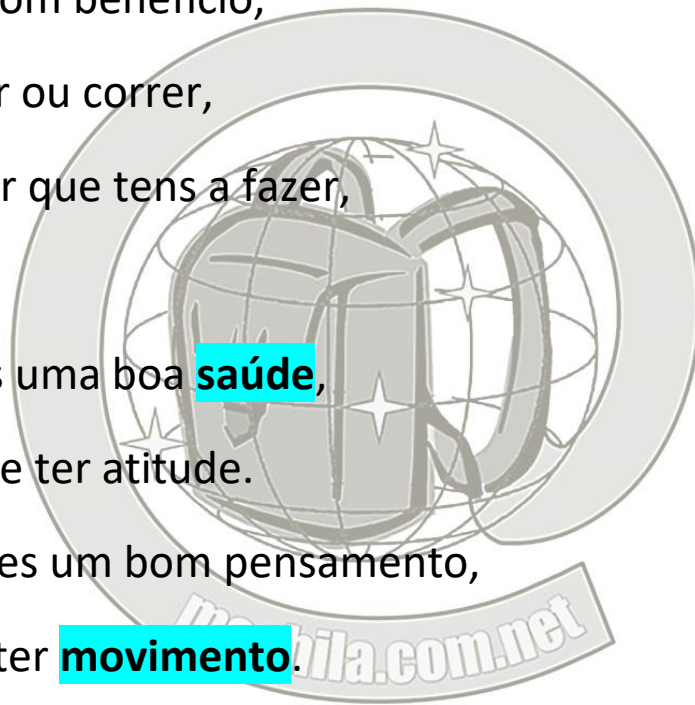 om benefício,
r ou correr,
r que tens a fazer,
s uma boa saúde,
e ter atitude.
es um bom pensamento,
ter movimento.
mochila.com.net